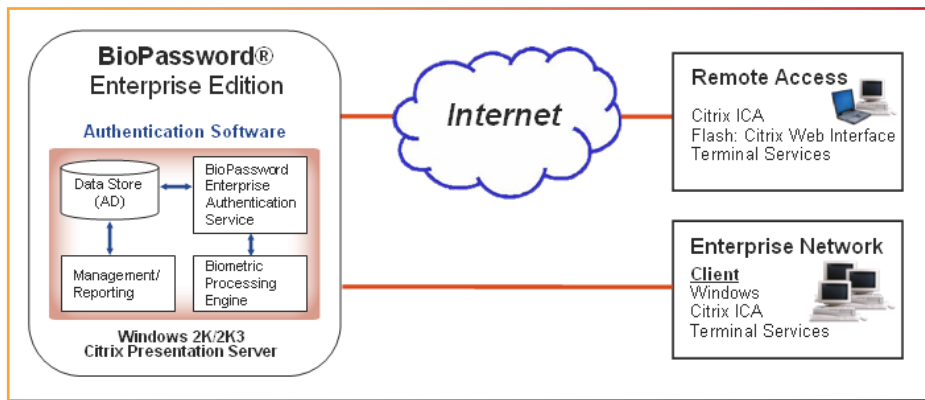 BioPassword®
Enterprise Edition
Authentication Software
Data Store
(AD)
BioPassword
Enterprise
Authentication
Service
Management/
Reporting
Biometric
Processing
Engine
Windows 2K/2K3
Citrix Presentation Server
Internet
Remote Access
Citrix ICA
Flash: Citrix Web Interface
Terminal Services
Enterprise Network
Client
Windows
Citrix ICA
Terminal Services